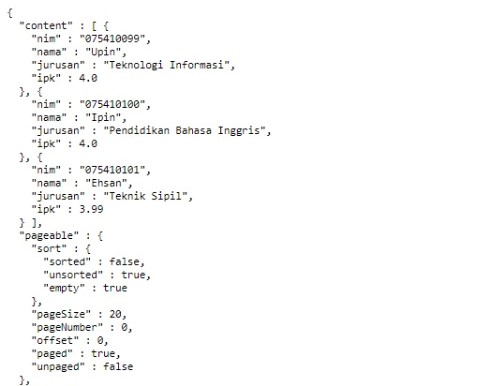 {
"content" : [ {
"nim" : "075410099",
"nama" : "Upin",
"jurusan" : "Teknologi Informasi",
"ipk" : 4.0
}, {
"nim" : "075410100",
"nama" : "Ipin",
"jurusan" : "Pendidikan Bahasa Inggris",
"ipk" : 4.0
}, {
"nim" : "075410101",
"nama" : "Ehsan",
"jurusan" : "Teknik Sipil",
"ipk" : 3.99
} ],
"pageable" : {
"sort" : {
"sorted" : false,
"unsorted" : true,
"empty" : true
},
"pageSize" : 20,
"pageNumber" : 0,
"offset" : 0,
"paged" : true,
"unpaged" : false
},